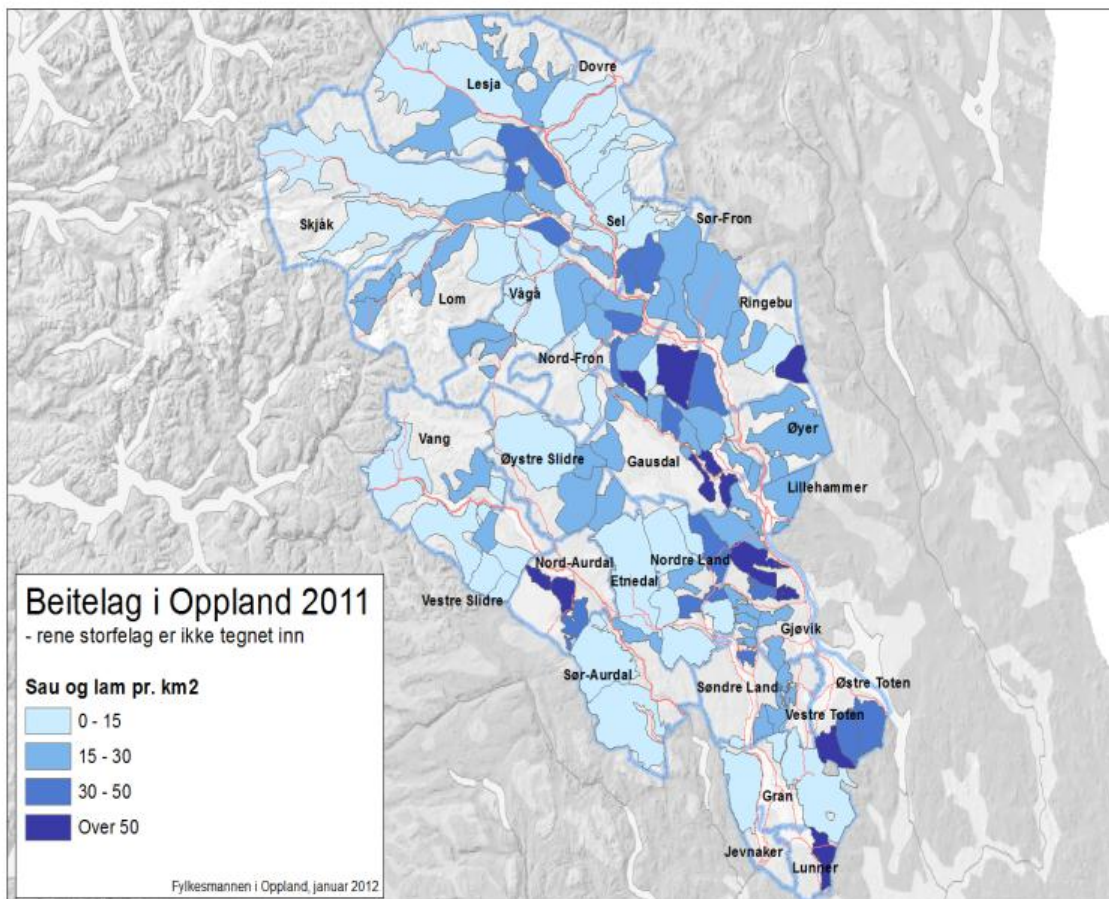 Dovre
Lesja
Skjåk
Sel
Sør-Fron
Lom
Vågå
Ringebu
Nord-Fron
Vang
Øystre Slidre
Gausdal
Øyer
Lillehammer
Nord-Aurdal
Nordre Land
Etnedal
Vestre Slidre
Gjøvik
Sør-Aurdal
Søndre Land
Østre Toten
Vestre Toten
Gran
Jevnaker
Lunner
Beitelag i Oppland 2011
- rene storfelag er ikke tegnet inn
Sau og lam pr. km2
0 - 15
15 - 30
30 - 50
Over 50
Fylkesmannen i Oppland, januar 2012